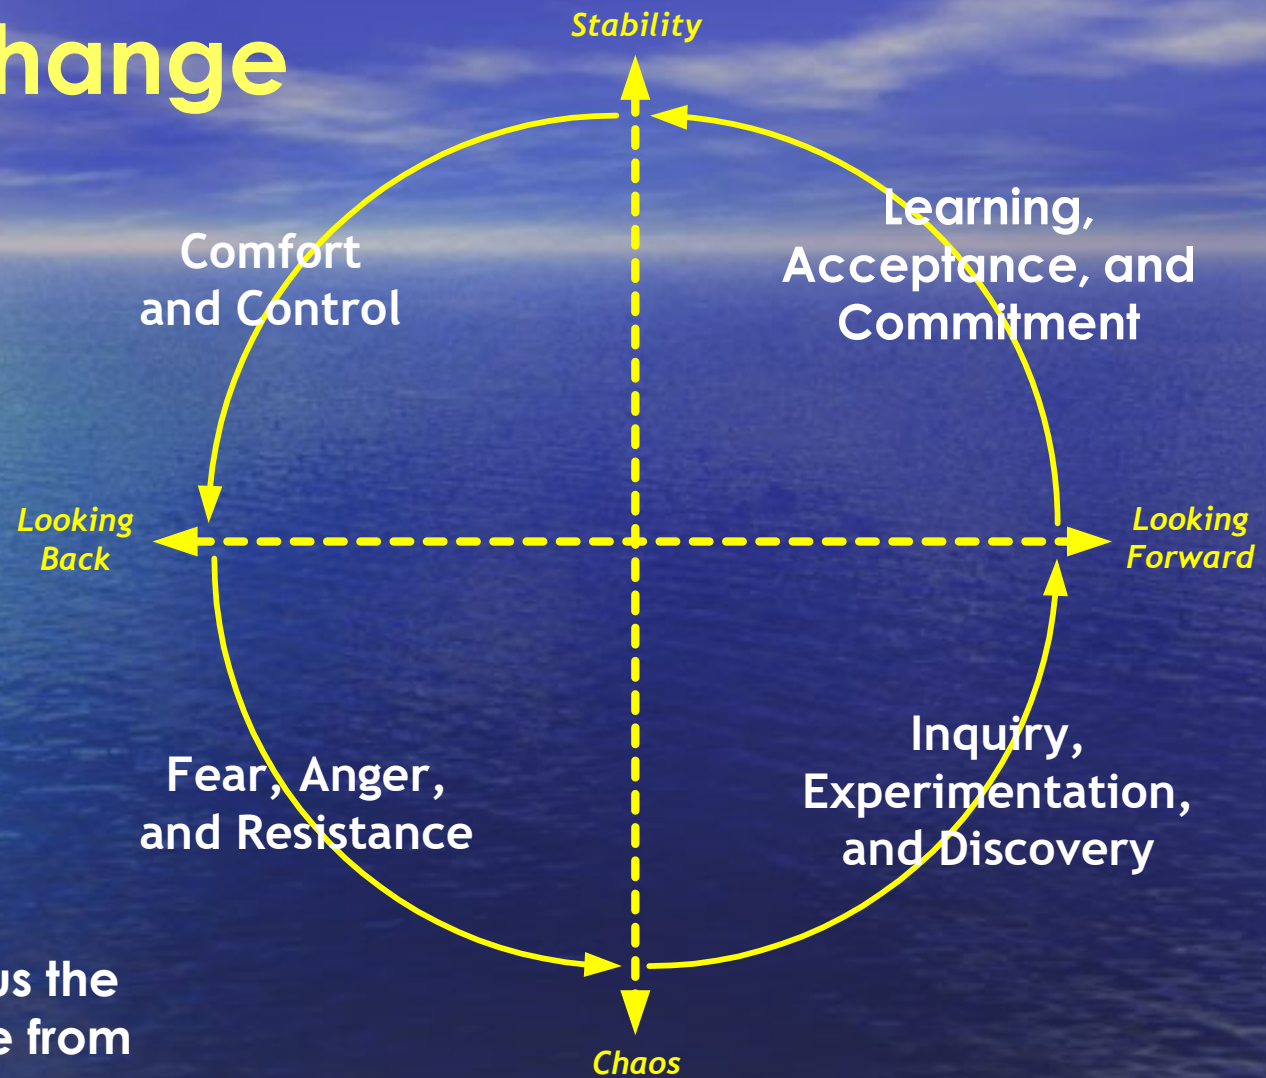 Stability
hange
Learning,
Acceptance, and
Commitment
Comfort
and Control
Looking
Back
Looking
Forward
Fear, Anger,
and Resistance
Inquiry,
Experimentation,
and Discovery
us the
e from
Chaos